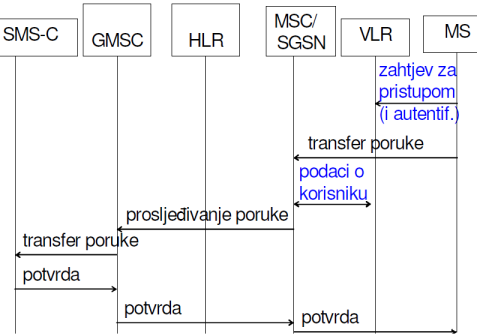 SMS-C
GMSC
HLR
MSC/
SGSN
VLR
MS
zahtjev za
pristupom
(i autentif.)
transfer poruke
podaci o
korisniku
prosljeđivanje poruke
transfer poruke
potvrda
potvrda
potvrda